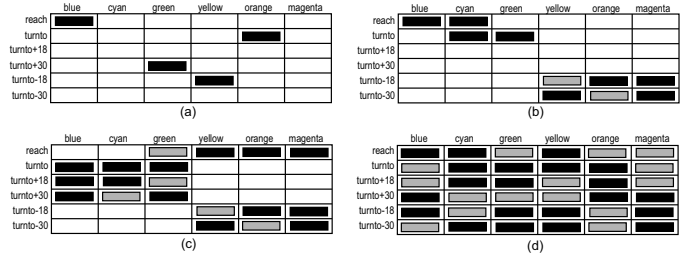 blue cyan green yellow orange magenta
reach
turnto
turnto+18
turnto+30
turnto-18
turnto-30
(a)
blue cyan green yellow orange magenta
reach
turnto
turnto+18
turnto+30
turnto-18
turnto-30
(b)
blue cyan green yellow orange magenta
reach
turnto
turnto+18
turnto+30
turnto-18
turnto-30
(c)
blue cyan green yellow orange magenta
reach
turnto
turnto+18
turnto+30
turnto-18
turnto-30
(d)